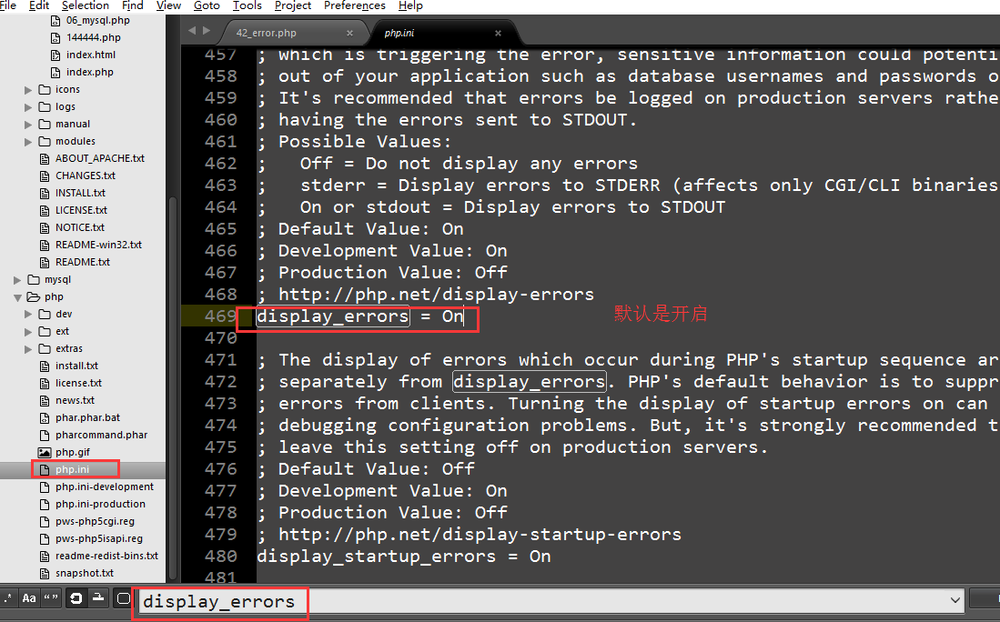 File Edit Selection Find View Goto Tools Project Preferences Help
06_mysql.php
144444.php
index.html
index.php
icons
logs
manual
modules
ABOUT_APACHE.txt
CHANGES.txt
INSTALL.txt
LICENSE.txt
NOTICE.txt
README-win32.txt
README.txt
mysql
php
dev
ext
extras
install.txt
license.txt
news.txt
phar.phar.bat
pharcommand.phar
php.gif
php.ini
php.ini-development
php.ini-production
pws-php5cgi.reg
pws-php5isapi.reg
readme-redist-bins.txt
snapshot.txt
42_error.php × php.ini ×
457 ; which is triggering the error, sensitive information could potenti
458 ; out of your application such as database usernames and passwords o
459 ; It's recommended that errors be logged on production servers rathe
460 ; having the errors sent to STDOUT.
461 ; Possible Values:
462 ;   Off = Do not display any errors
463 ;   stderr = Display errors to STDERR (affects only CGI/CLI binaries
464 ;   On or stdout = Display errors to STDOUT
465 ; Default Value: On
466 ; Development Value: On
467 ; Production Value: Off
468 ; http://php.net/display-errors
469 display_errors = On 默认是开启
470
471 ; The display of errors which occur during PHP's startup sequence ar
472 ; separately from display_errors. PHP's default behavior is to suppr
473 ; errors from clients. Turning the display of startup errors on can
474 ; debugging configuration problems. But, it's strongly recommended t
475 ; leave this setting off on production servers.
476 ; Default Value: Off
477 ; Development Value: On
478 ; Production Value: Off
479 ; http://php.net/display-startup-errors
480 display_startup_errors = On
481
.* Aa “” display_errors